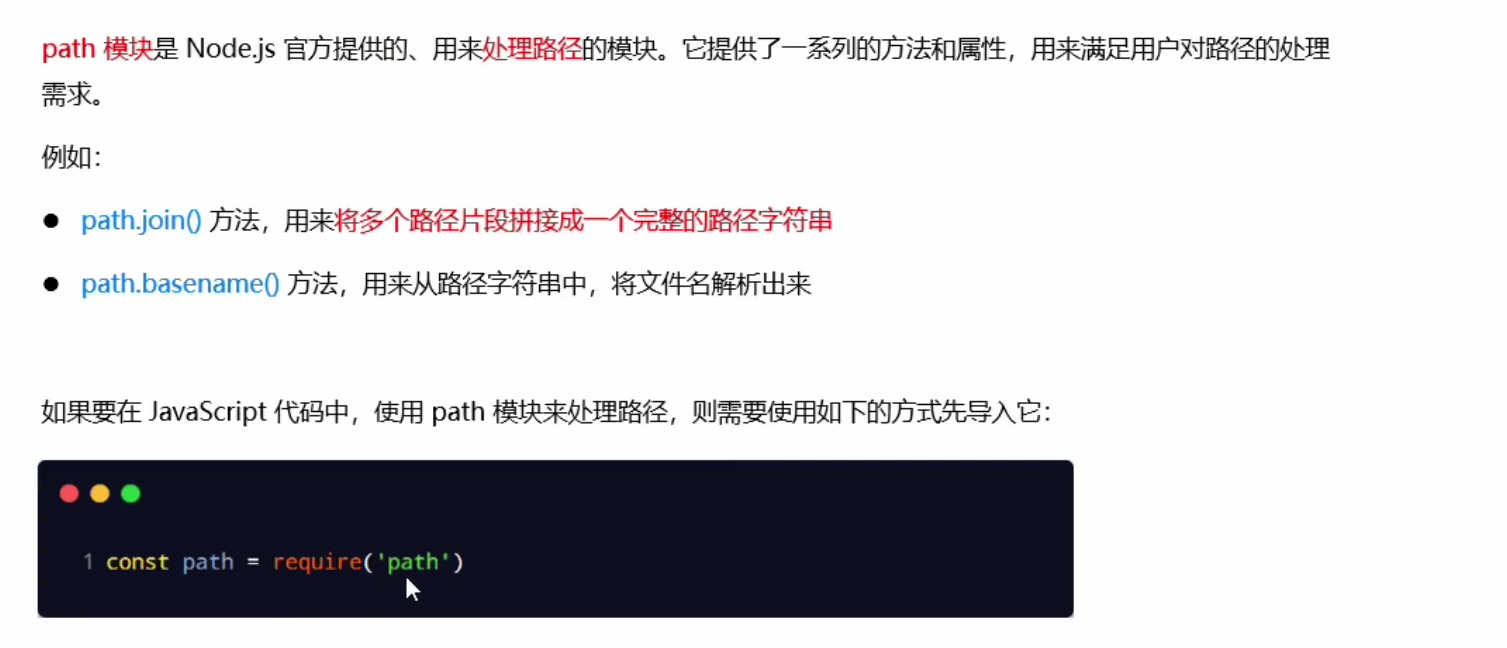 path 模块是 Node.js 官方提供的、用来处理路径的模块。它提供了一系列的方法和属性，用来满足用户对路径的处理
需求。
例如：
● path.join() 方法，用来将多个路径片段拼接成一个完整的路径字符串
● path.basename() 方法，用来从路径字符串中，将文件名解析出来
如果要在 JavaScript 代码中，使用 path 模块来处理路径，则需要使用如下的方式先导入它：
1 const path = require('path')